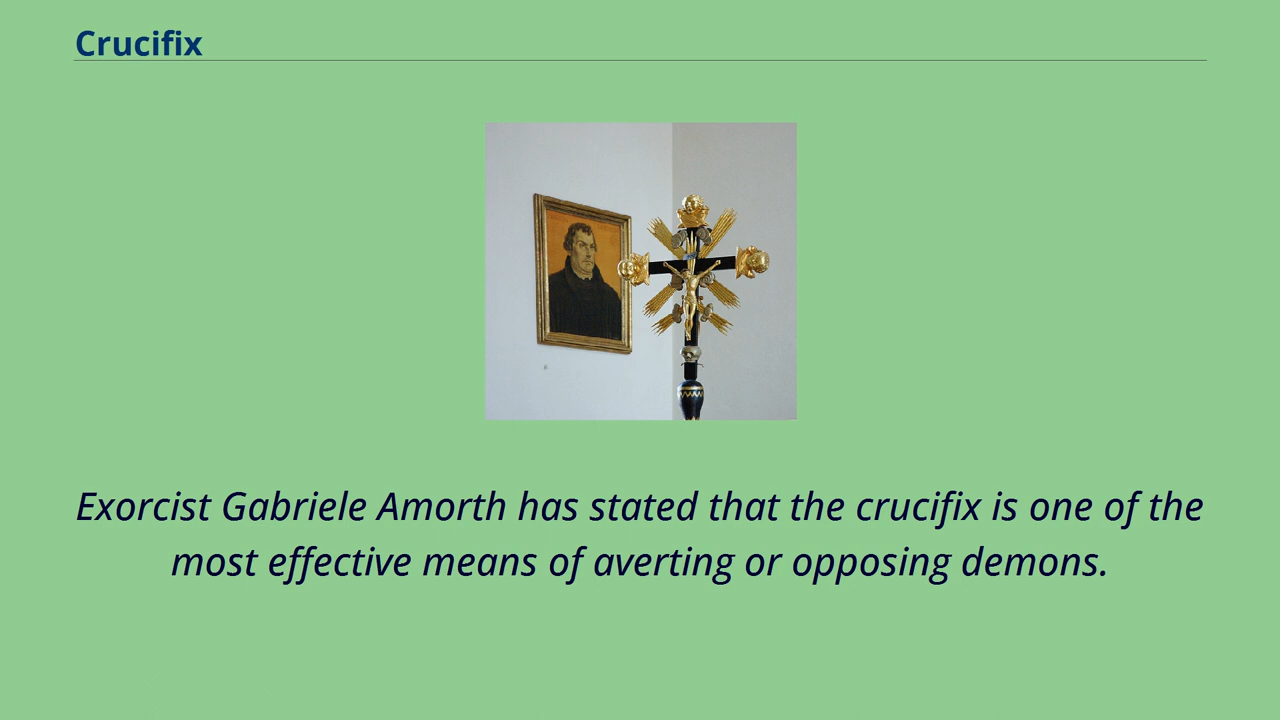 Crucifix
Exorcist Gabriele Amorth has stated that the crucifix is one of the
most effective means of averting or opposing demons.